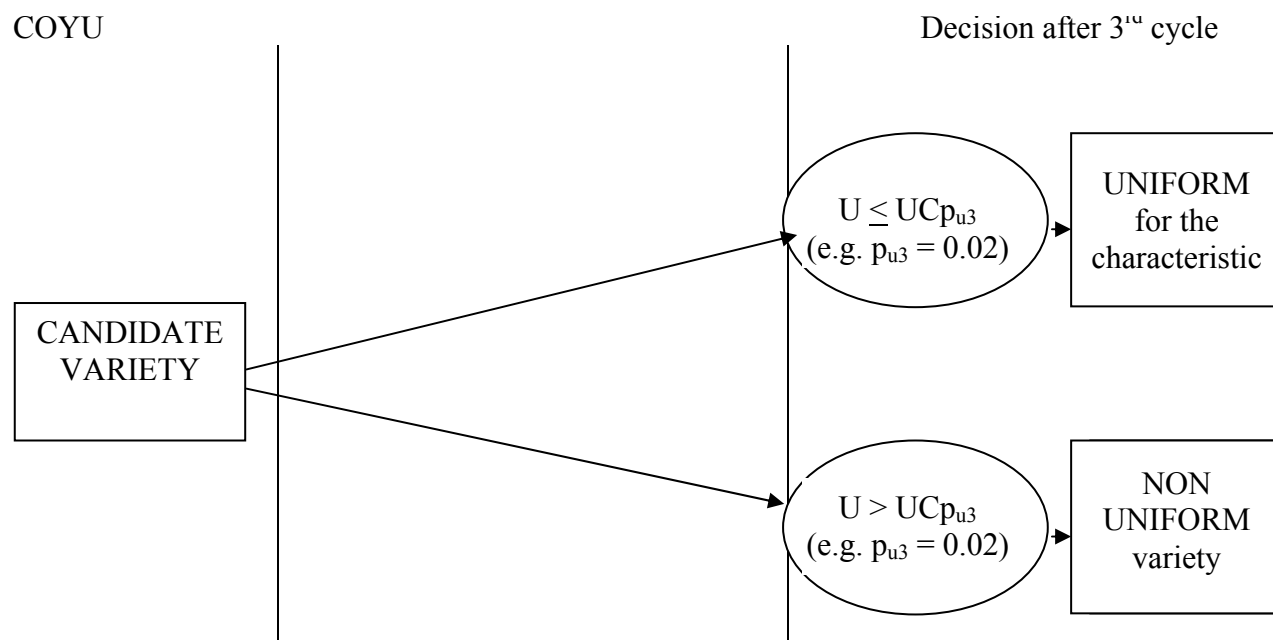 COYU
Decision after 3rd cycle
U ≤ UCpu3
(e.g. pu3 = 0.02)
UNIFORM
for the
characteristic
CANDIDATE
VARIETY
U > UCpu3
(e.g. pu3 = 0.02)
NON
UNIFORM
variety